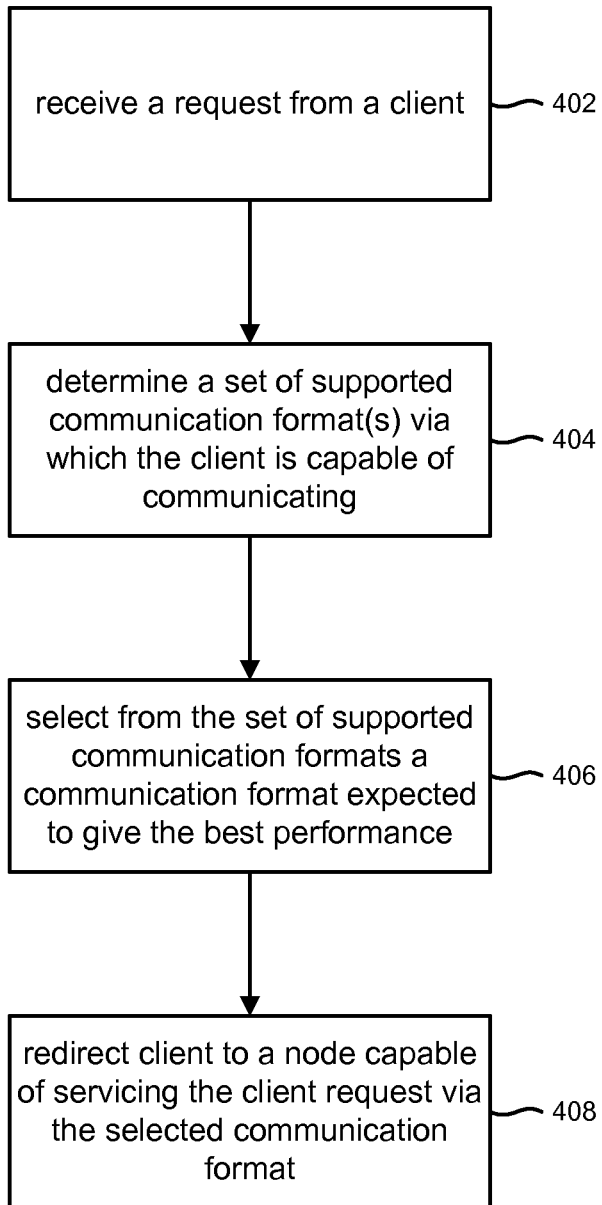 receive a request from a client
402
determine a set of supported
communication format(s) via
which the client is capable of
communicating
404
select from the set of supported
communication formats a
communication format expected
to give the best performance
406
redirect client to a node capable
of servicing the client request via
the selected communication
format
408